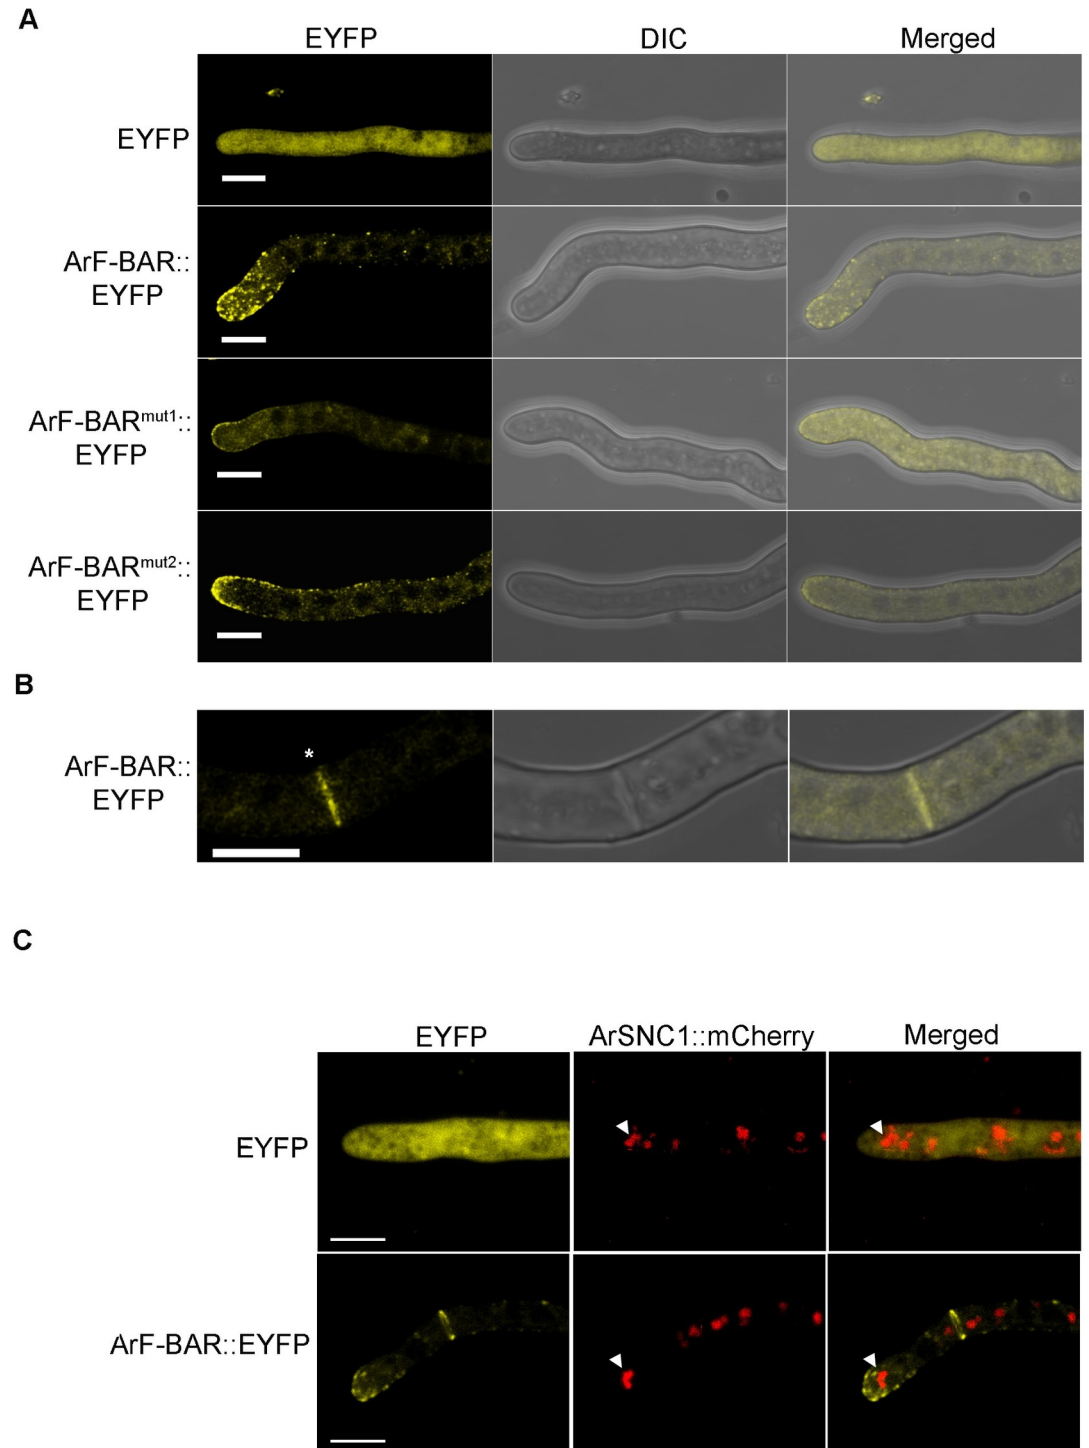 A
EYFP DIC Merged
EYFP
ArF-BAR::
EYFP
ArF-BARmut1::
EYFP
ArF-BARmut2::
EYFP
B
*
ArF-BAR::
EYFP
C
EYFP ArSNC1::mCherry Merged
EYFP
ArF-BAR::EYFP